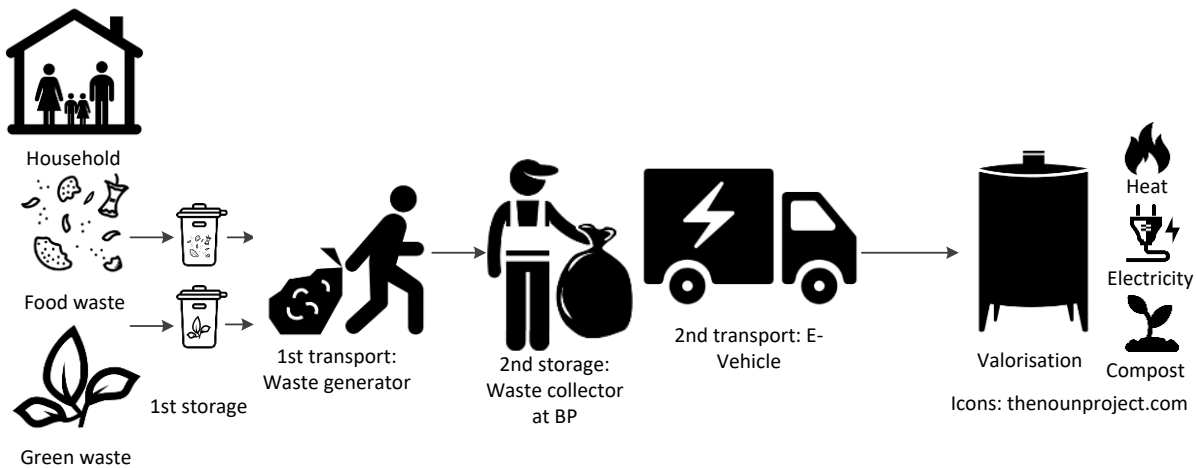 Household
Food waste
Green waste
1st storage
1st transport:
Waste generator
2nd storage:
Waste collector
at BP
2nd transport: E-
Vehicle
Valorisation
Heat
Electricity
Compost
Icons: thenounproject.com